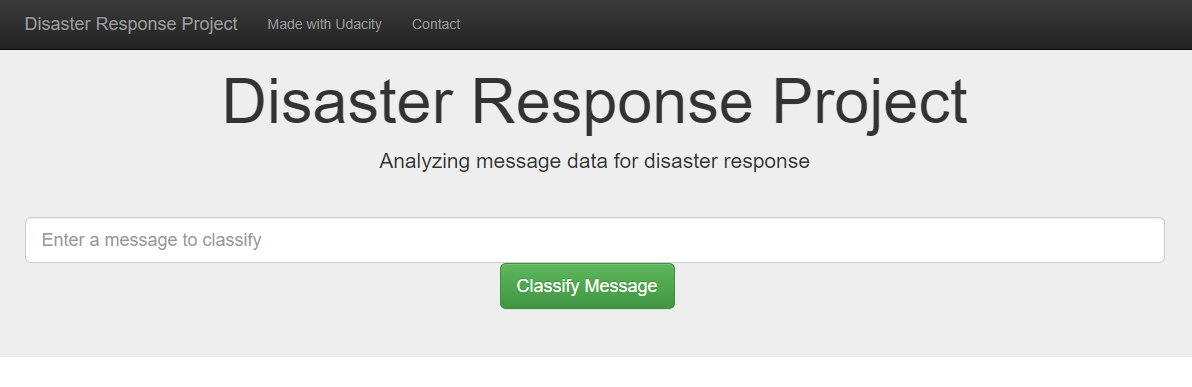 Disaster Response Project Made with Udacity Contact
Disaster Response Project
Analyzing message data for disaster response
Enter a message to classify
Classify Message